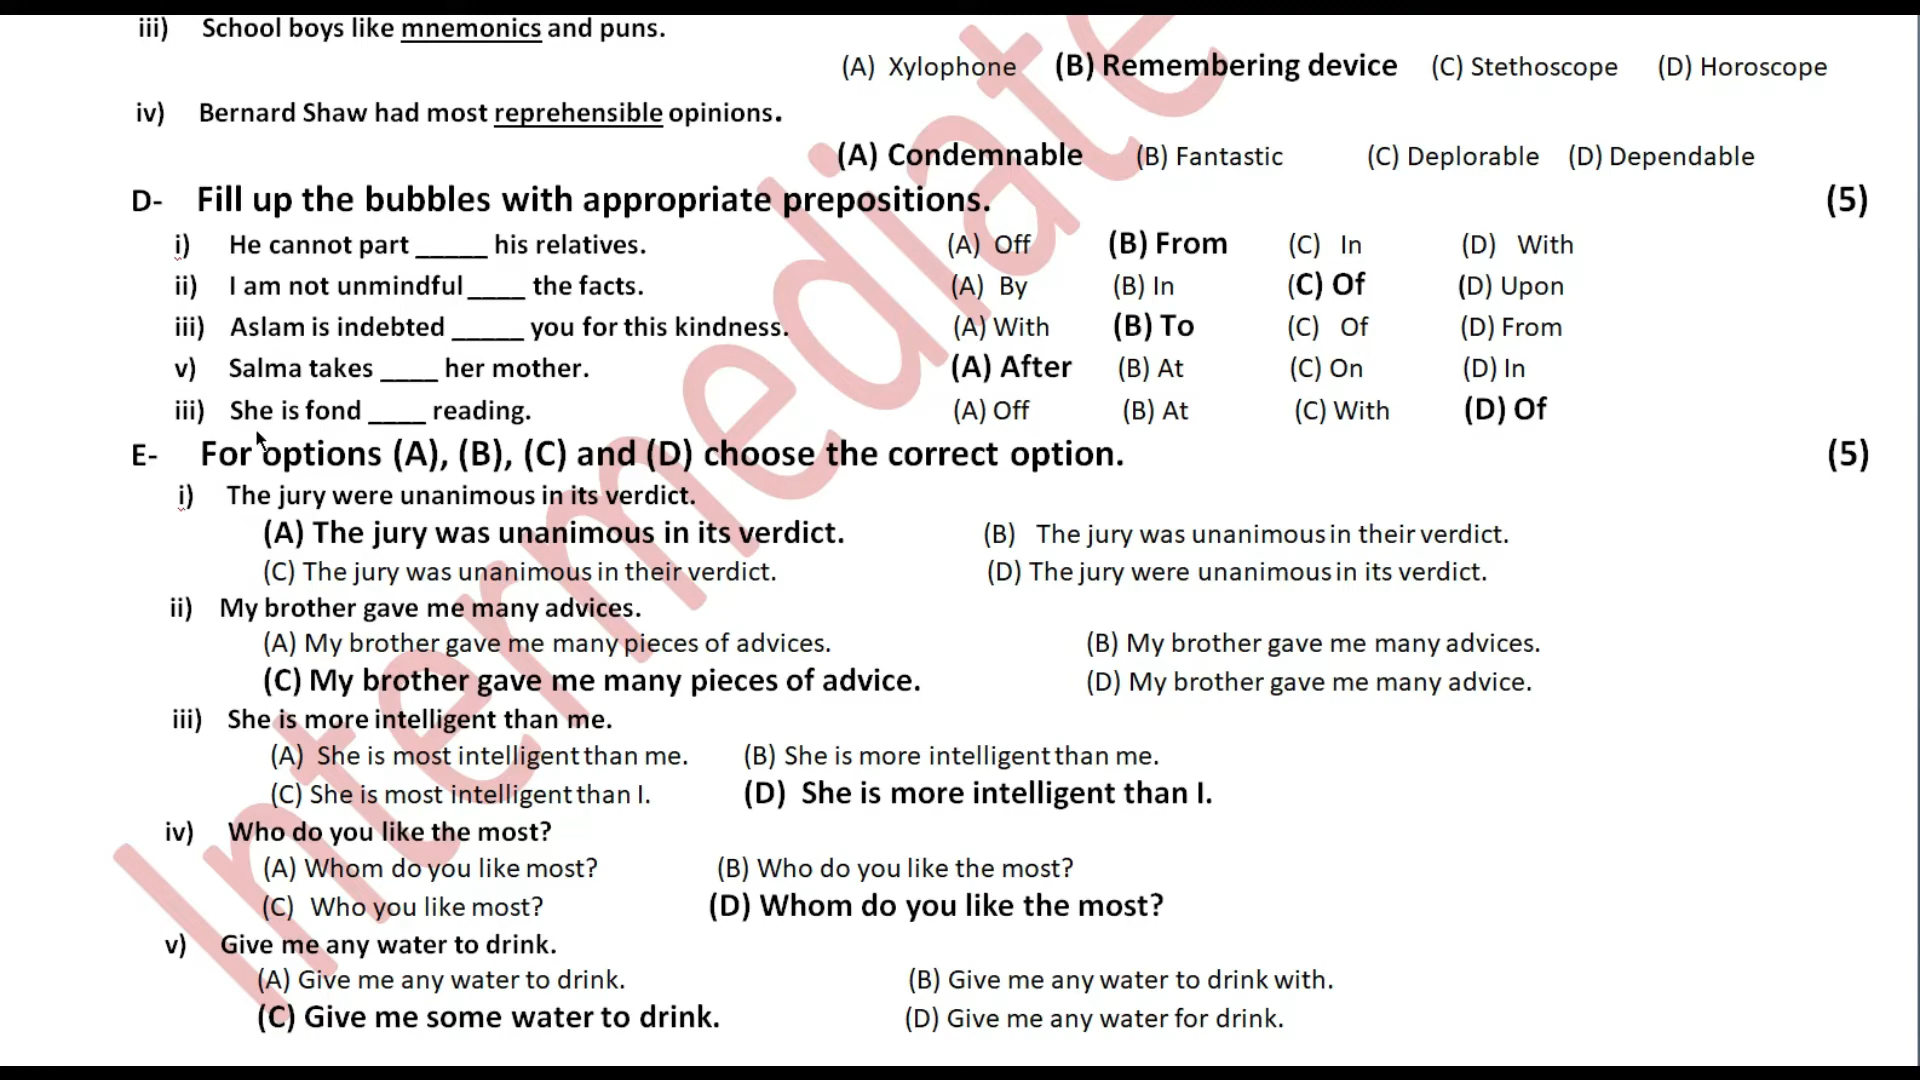 iii) School boys like mnemonics and puns.
(A) Xylophone (B) Remembering device (C) Stethoscope (D) Horoscope
iv) Bernard Shaw had most reprehensible opinions.
(A) Condemnable (B) Fantastic (C) Deplorable (D) Dependable
D- Fill up the bubbles with appropriate prepositions. (5)
i) He cannot part _____ his relatives. (A) Off (B) From (C) In (D) With
ii) I am not unmindful ____ the facts. (A) By (B) In (C) Of (D) Upon
iii) Aslam is indebted _____ you for this kindness. (A) With (B) To (C) Of (D) From
v) Salma takes ____ her mother. (A) After (B) At (C) On (D) In
iii) She is fond ____ reading. (A) Off (B) At (C) With (D) Of
E- For options (A), (B), (C) and (D) choose the correct option. (5)
i) The jury were unanimous in its verdict.
(A) The jury was unanimous in its verdict. (B) The jury was unanimous in their verdict.
(C) The jury was unanimous in their verdict. (D) The jury were unanimous in its verdict.
ii) My brother gave me many advices.
(A) My brother gave me many pieces of advices. (B) My brother gave me many advices.
(C) My brother gave me many pieces of advice. (D) My brother gave me many advice.
iii) She is more intelligent than me.
(A) She is most intelligent than me. (B) She is more intelligent than me.
(C) She is most intelligent than I. (D) She is more intelligent than I.
iv) Who do you like the most?
(A) Whom do you like most? (B) Who do you like the most?
(C) Who you like most? (D) Whom do you like the most?
v) Give me any water to drink.
(A) Give me any water to drink. (B) Give me any water to drink with.
(C) Give me some water to drink. (D) Give me any water for drink.
Intermediate